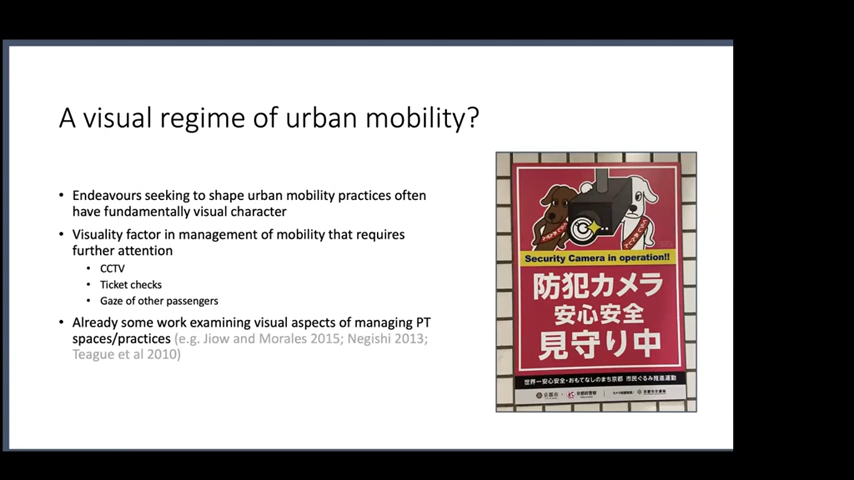 A visual regime of urban mobility?
• Endeavours seeking to shape urban mobility practices often
have fundamentally visual character
• Visuality factor in management of mobility that requires
further attention
• CCTV
• Ticket checks
• Gaze of other passengers
• Already some work examining visual aspects of managing PT
spaces/practices (e.g. Jiow and Morales 2015; Negishi 2013;
Teague et al 2010)
Security Camera in operation!!
防犯カメラ
安心安全
見守り中
世界一安心安全・おもてなしのまち京都 市民ぐるみ推進運動
京都市